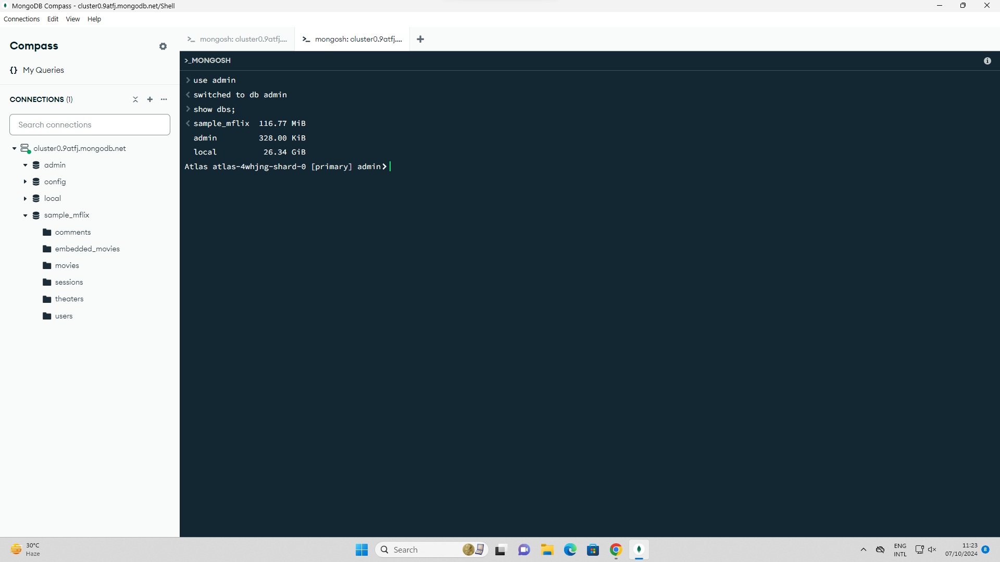 MongoDB Compass - cluster0.9atfj.mongodb.net/Shell
Connections Edit View Help
Compass
My Queries
CONNECTIONS (1)
Search connections
cluster0.9atfj.mongodb.net
admin
config
local
sample_mflix
comments
embedded_movies
movies
sessions
theaters
users
mongosh: cluster0.9atfj....
mongosh: cluster0.9atfj....
>_MONGOSH
> use admin
< switched to db admin
> show dbs;
< sample_mflix 116.77 MiB
admin 328.00 KiB
local 26.34 GiB
Atlas atlas-4whjng-shard-0 [primary] admin>
30°C
Haze
Search
ENG
INTL
11:23
07/10/2024
8